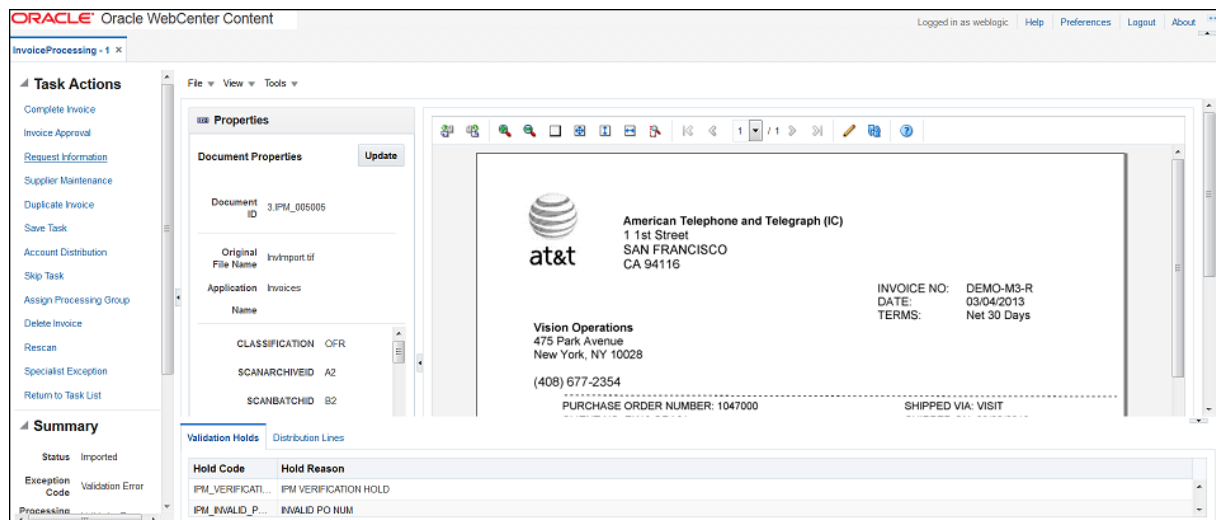 ORACLE Oracle WebCenter Content
Logged in as weblogic Help Preferences Logout About
InvoiceProcessing - 1 ×
Task Actions
Complete Invoice
Invoice Approval
Request Information
Supplier Maintenance
Duplicate Invoice
Save Task
Account Distribution
Skip Task
Assign Processing Group
Delete Invoice
Rescan
Specialist Exception
Return to Task List
Summary
Status Imported
Exception Code Validation Error
Processing
File View Tools
Properties
Document Properties Update
Document ID 3.IPM_005005
Original File Name InvImport.tif
Application Name Invoices
CLASSIFICATION OFR
SCANARCHIVEID A2
SCANBATCHID B2
1 / 1
at&t
American Telephone and Telegraph (IC)
1 1st Street
SAN FRANCISCO
CA 94116
INVOICE NO: DEMO-M3-R
DATE: 03/04/2013
TERMS: Net 30 Days
Vision Operations
475 Park Avenue
New York, NY 10028
(408) 677-2354
PURCHASE ORDER NUMBER: 1047000 SHIPPED VIA: VISIT
Validation Holds Distribution Lines
Hold Code Hold Reason
IPM_VERIFICATI... IPM VERIFICATION HOLD
IPM_INVALID_P... INVALID PO NUM